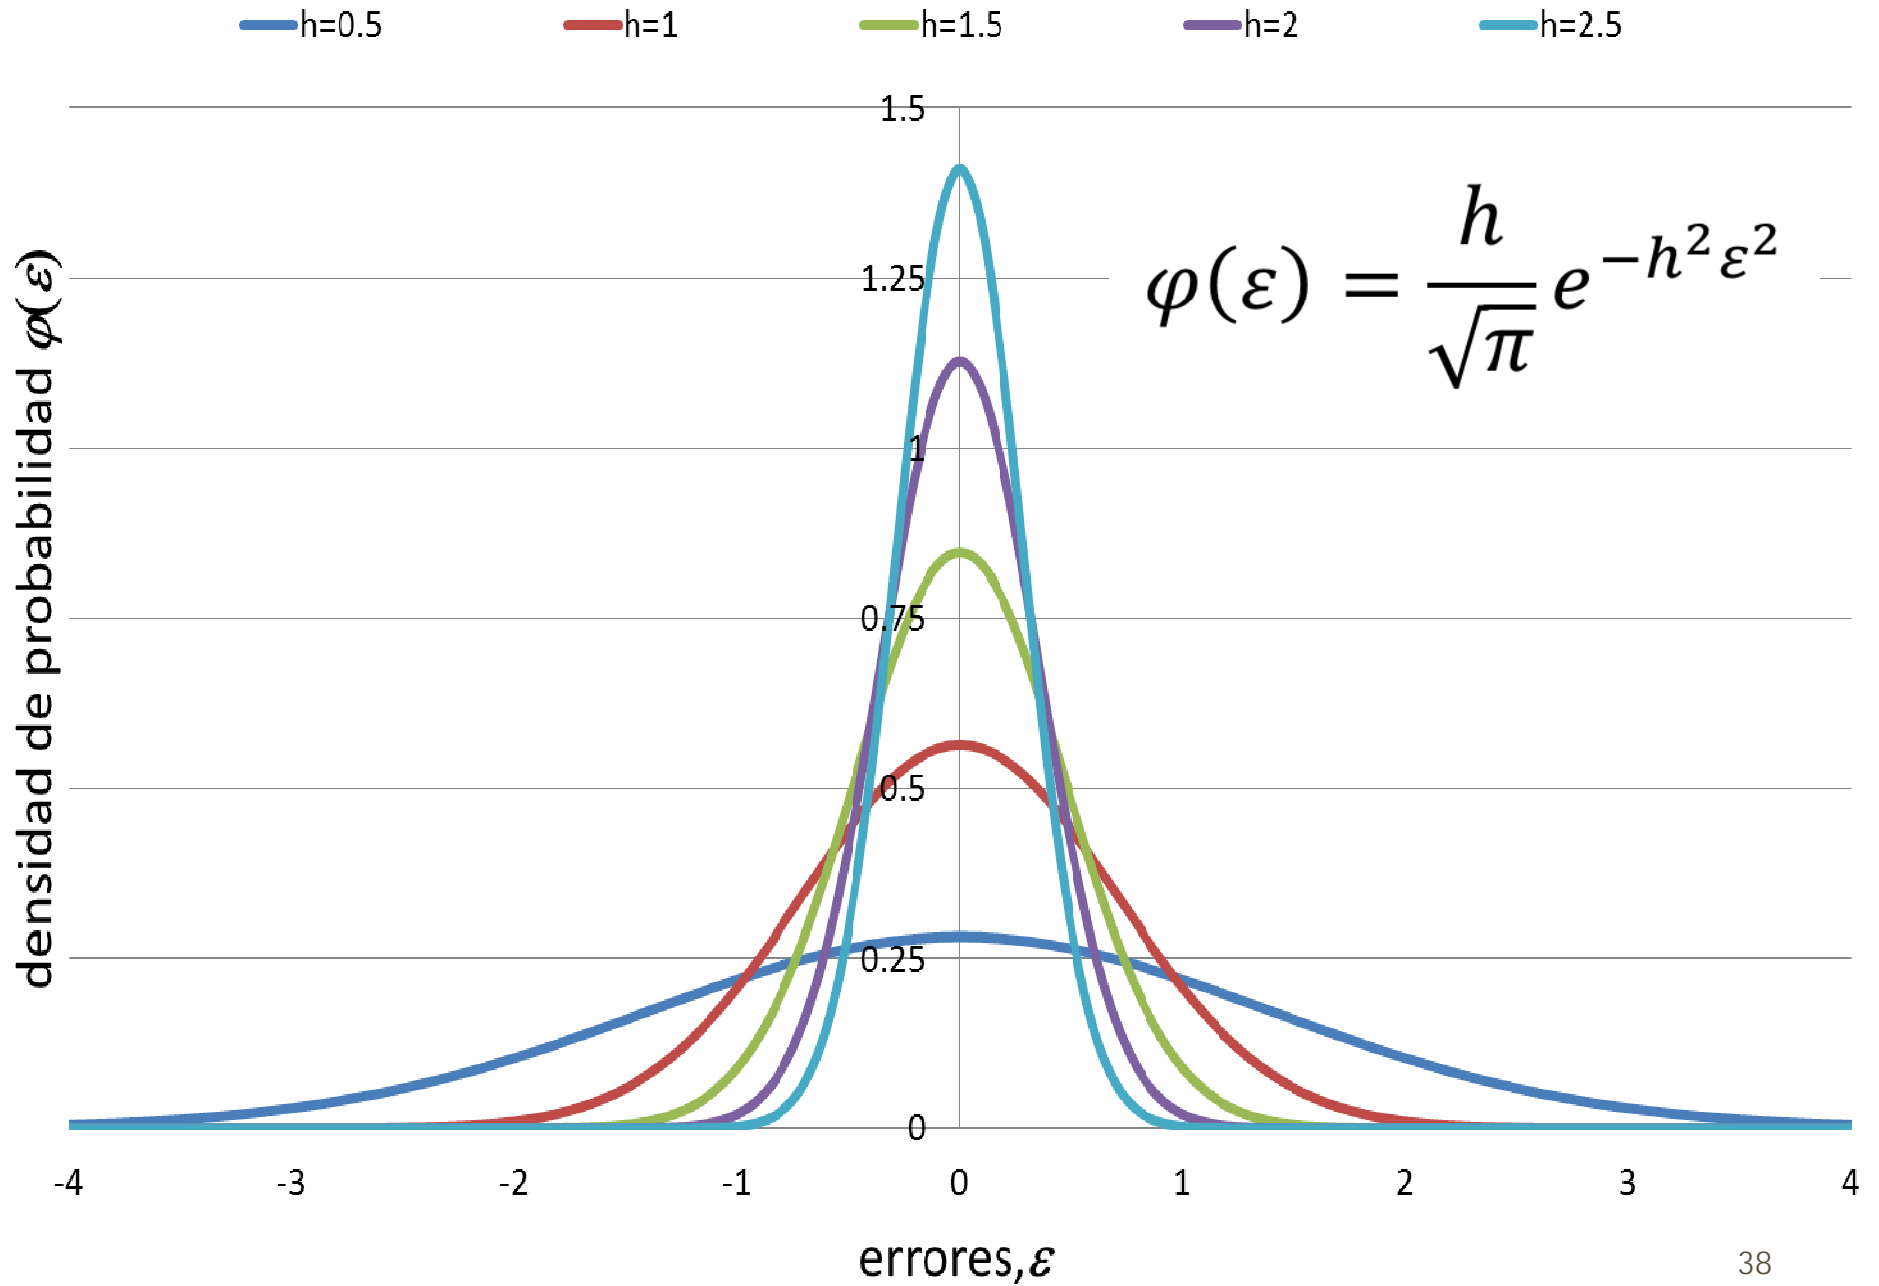 h=0.5 h=1 h=1.5 h=2 h=2.5
1.5
1.25
1
0.75
0.5
0.25
0
φ(ε) = h/√π e^{−h²ε²}
densidad de probabilidad φ(ε)
-4 -3 -2 -1 0 1 2 3 4
errores,ε
38